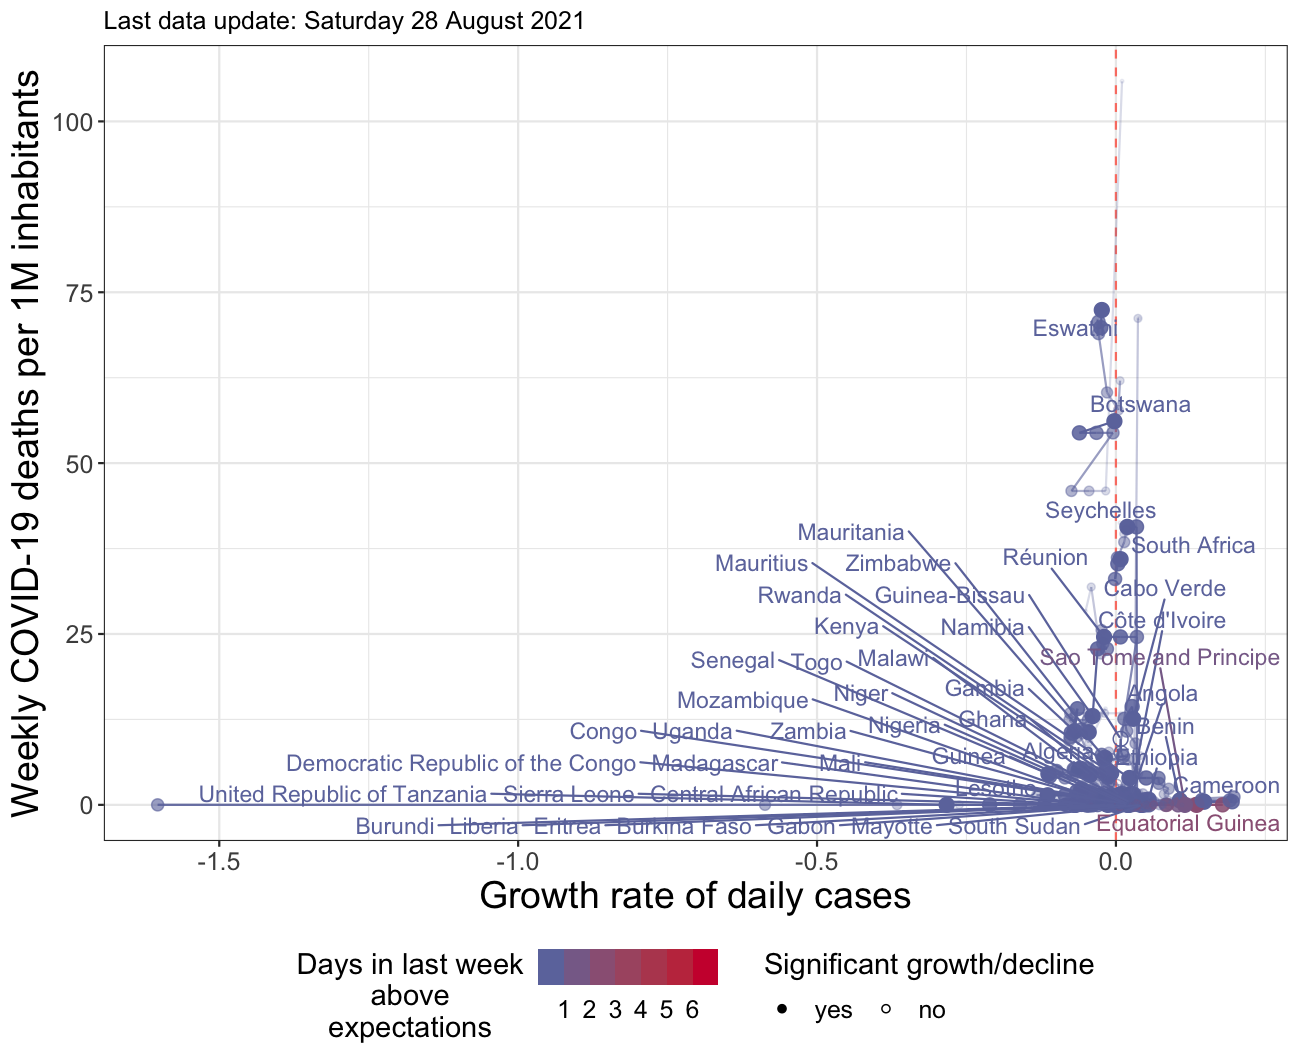 Last data update: Saturday 28 August 2021
Weekly COVID-19 deaths per 1M inhabitants
100
75
50
25
0
Eswatini
Botswana
Seychelles
Mauritania
South Africa
Mauritius
Zimbabwe
Réunion
Rwanda
Guinea-Bissau
Cabo Verde
Kenya
Namibia
Côte d'Ivoire
Senegal
Togo
Malawi
Sao Tome and Principe
Mozambique
Niger
Gambia
Angola
Congo
Uganda
Zambia
Nigeria
Ghana
Benin
Democratic Republic of the Congo
Madagascar
Mali
Guinea
Algeria
Ethiopia
United Republic of Tanzania
Sierra Leone
Central African Republic
Lesotho
Cameroon
Burundi
Liberia
Eritrea
Burkina Faso
Gabon
Mayotte
South Sudan
Equatorial Guinea
-1.5
-1.0
-0.5
0.0
Growth rate of daily cases
Days in last week
above
expectations
1 2 3 4 5 6
Significant growth/decline
yes
no